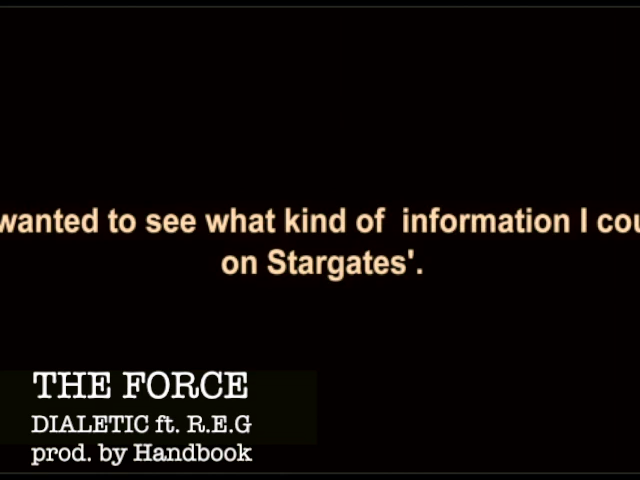 wanted to see what kind of information I cou
on Stargates'.
THE FORCE
DIALETIC ft. R.E.G
prod. by Handbook